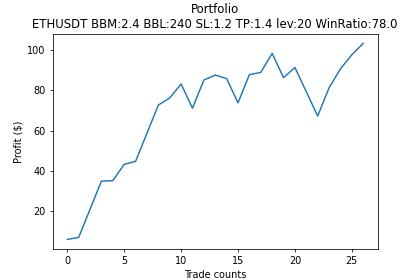 Portfolio
ETHUSDT BBM:2.4 BBL:240 SL:1.2 TP:1.4 lev:20 WinRatio:78.0
Profit ($)
100
80
60
40
20
0
5
10
15
20
25
Trade counts